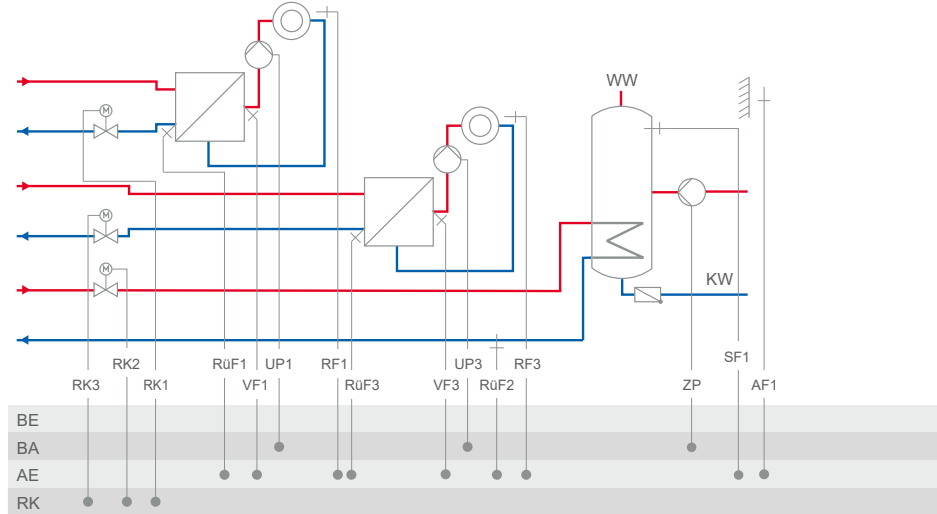 WW
M
M
M
KW
RK2 RüF1 UP1 RF1 UP3 RF3 SF1
RK3 RK1 VF1 RüF3 VF3 RüF2 ZP AF1
BE
BA
AE
RK